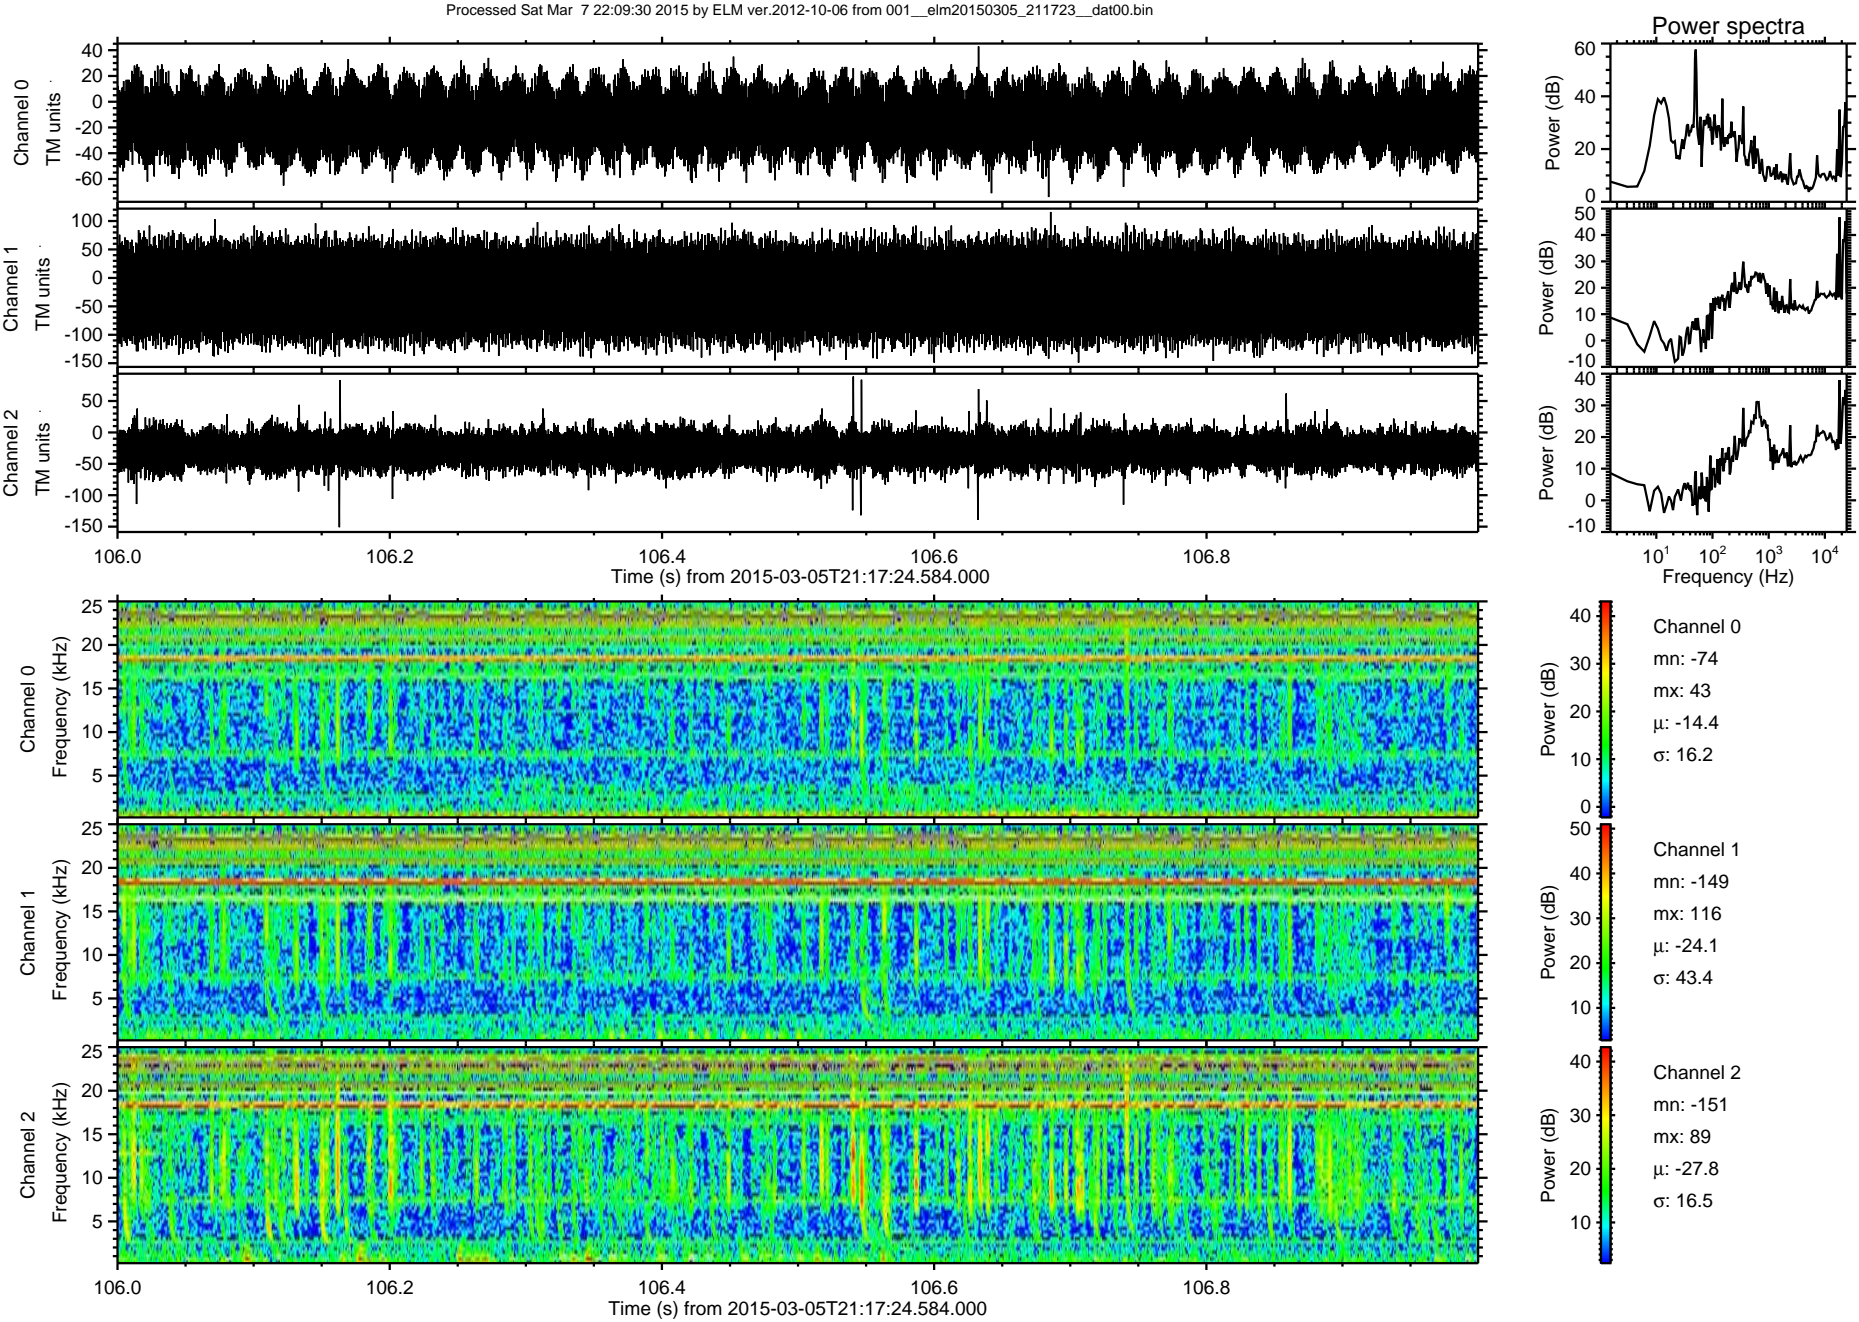 Processed Sat Mar  7 22:09:30 2015 by ELM ver.2012-10-06 from 001__elm20150305_211723__dat00.bin
Power spectra
Channel 0
TM units
40
20
0
-20
-40
-60
Power (dB)
60
40
20
0
Channel 1
TM units
100
50
0
-50
-100
-150
Power (dB)
50
40
30
20
10
0
-10
Channel 2
TM units
50
0
-50
-100
-150
Power (dB)
40
30
20
10
0
-10
106.0 106.2 106.4 106.6 106.8
Time (s) from 2015-03-05T21:17:24.584.000
10^1 10^2 10^3 10^4
Frequency (Hz)
Channel 0
Frequency (kHz)
25
20
15
10
5
Power (dB)
40
30
20
10
0
Channel 0
mn: -74
mx: 43
μ: -14.4
σ: 16.2
Channel 1
Frequency (kHz)
25
20
15
10
5
Power (dB)
50
40
30
20
10
Channel 1
mn: -149
mx: 116
μ: -24.1
σ: 43.4
Channel 2
Frequency (kHz)
25
20
15
10
5
Power (dB)
40
30
20
10
Channel 2
mn: -151
mx: 89
μ: -27.8
σ: 16.5
106.0 106.2 106.4 106.6 106.8
Time (s) from 2015-03-05T21:17:24.584.000